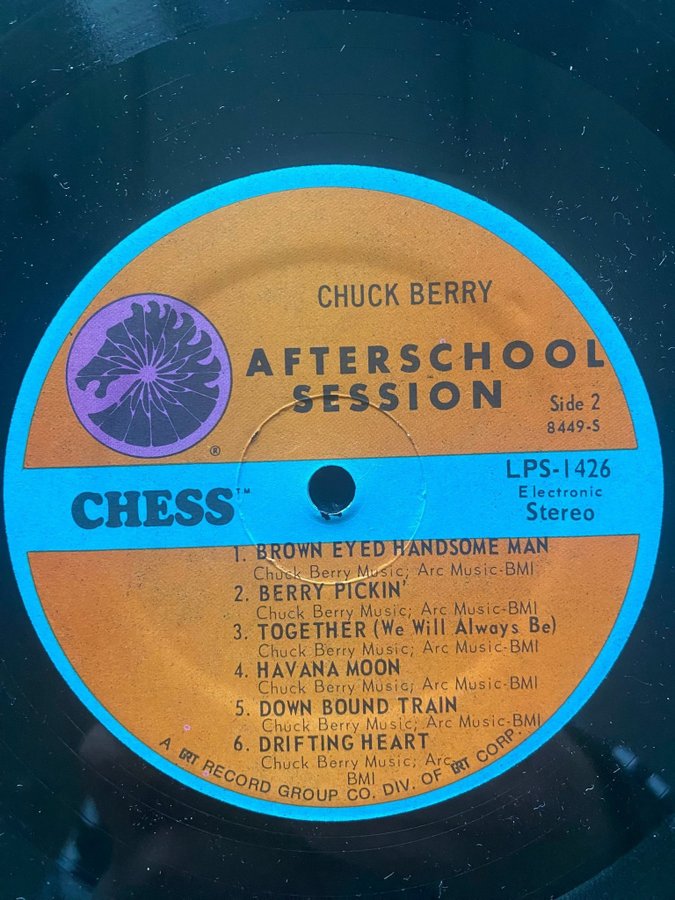 CHUCK BERRY
AFTERSCHOOL
SESSION
Side 2
8449-S
®
CHESS™
LPS-1426
Electronic
Stereo
1. BROWN EYED HANDSOME MAN
Chuck Berry Music; Arc Music-BMI
2. BERRY PICKIN'
Chuck Berry Music; Arc Music-BMI
3. TOGETHER (We Will Always Be)
Chuck Berry Music; Arc Music-BMI
4. HAVANA MOON
Chuck Berry Music; Arc Music-BMI
5. DOWN BOUND TRAIN
Chuck Berry Music; Arc Music-BMI
6. DRIFTING HEART
Chuck Berry Music; Arc
BMI
A GRT RECORD GROUP CO. DIV. OF GRT CORP.